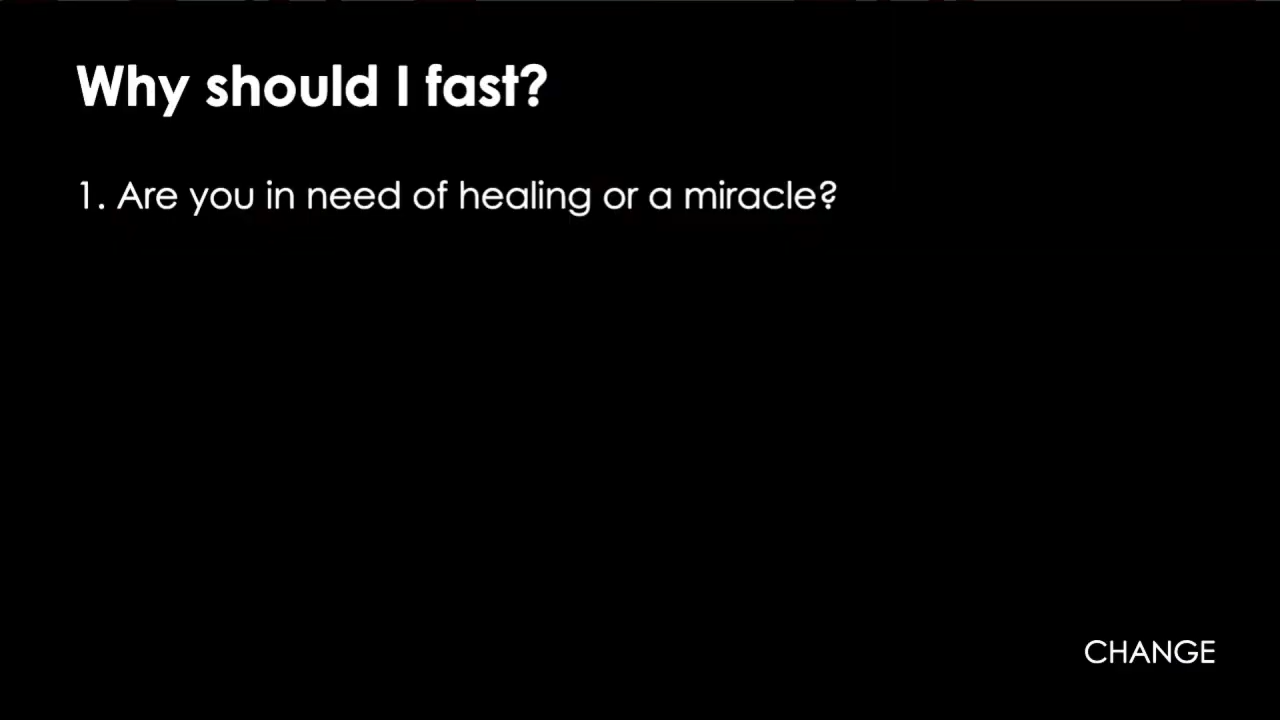 Why should I fast?
1. Are you in need of healing or a miracle?
CHANGE